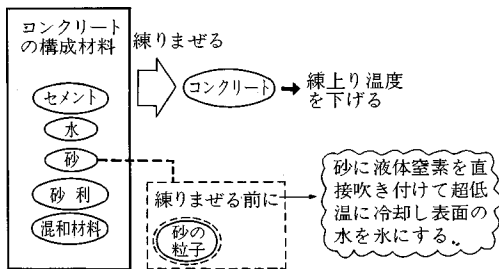 コンクリート
の構成材料
セメント
水
砂
砂利
混和材料
練りまぜる
コンクリート
練上り温度
を下げる
練りまぜる前に
砂の
粒子
砂に液体窒素を直
接吹き付けて超低
温に冷却し表面の
水を氷にする。